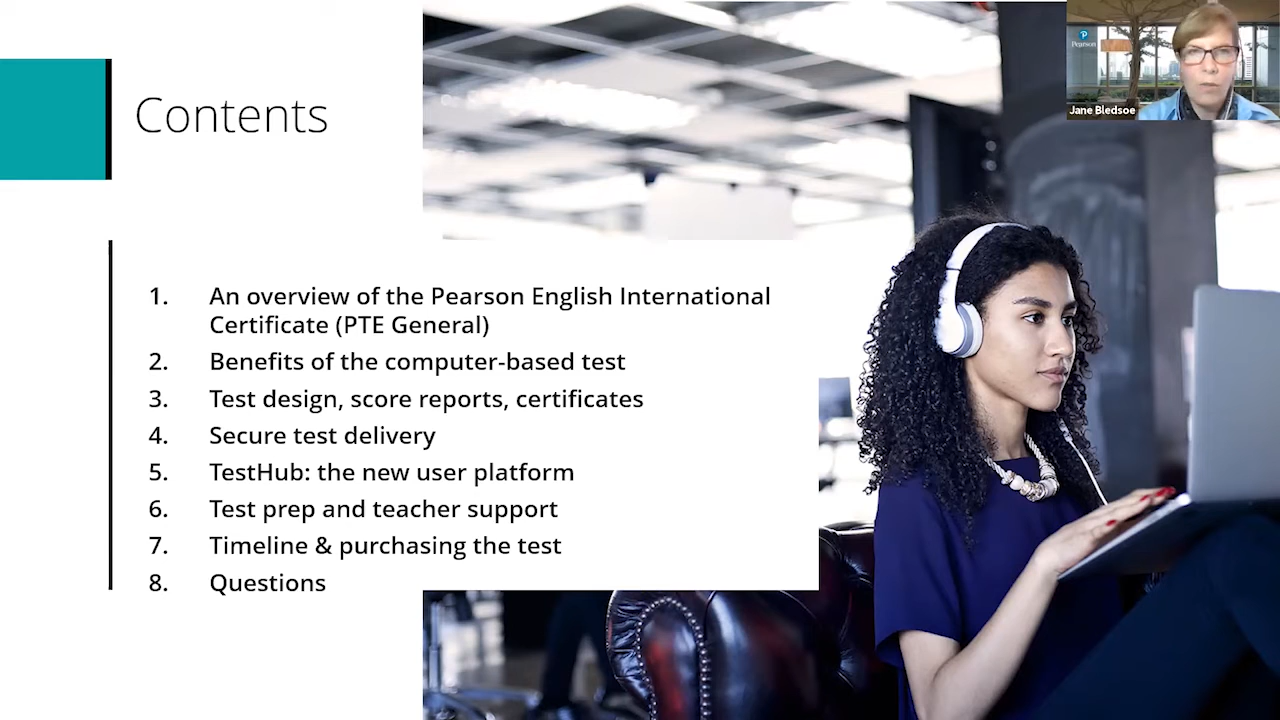 Contents
Pearson
Jane Bledsoe
1. An overview of the Pearson English International
Certificate (PTE General)
2. Benefits of the computer-based test
3. Test design, score reports, certificates
4. Secure test delivery
5. TestHub: the new user platform
6. Test prep and teacher support
7. Timeline & purchasing the test
8. Questions